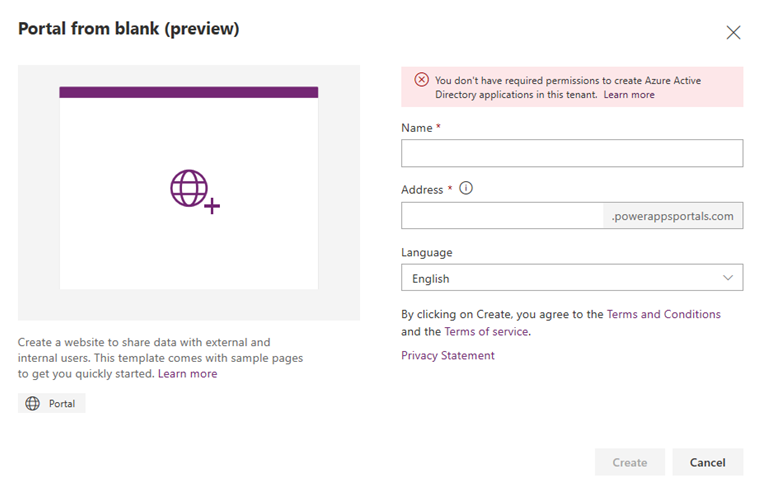 Portal from blank (preview)
You don't have required permissions to create Azure Active
Directory applications in this tenant. Learn more
Name *
Address *
.powerappsportals.com
Language
English
By clicking on Create, you agree to the Terms and Conditions
and the Terms of service.
Privacy Statement
Create a website to share data with external and
internal users. This template comes with sample pages
to get you quickly started. Learn more
Portal
Create
Cancel